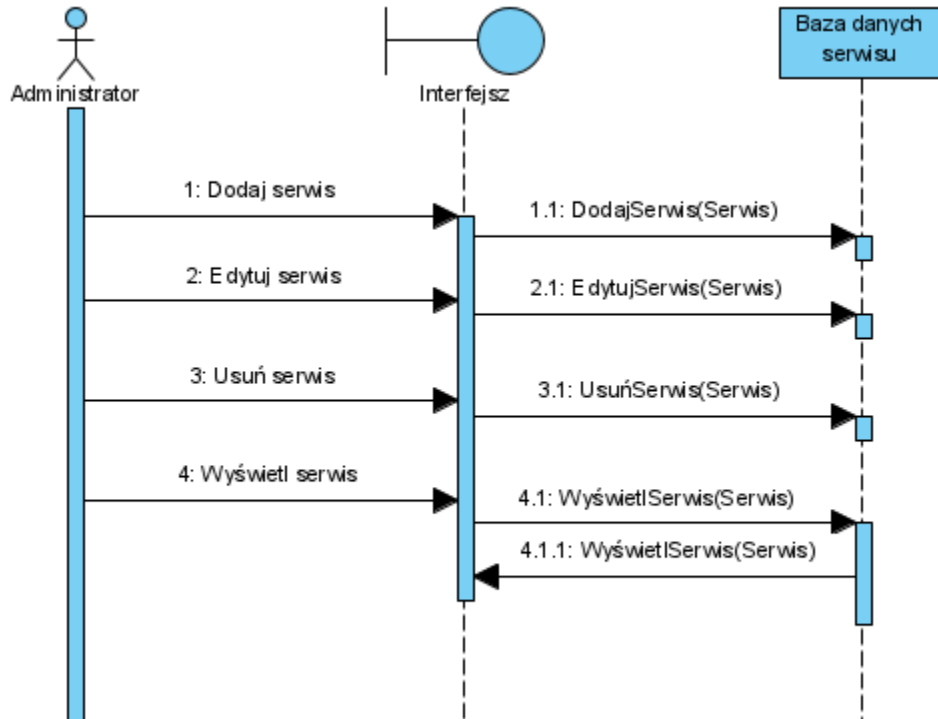 Baza danych
serwisu
Administrator
Interfejsz
1: Dodaj serwis
1.1: DodajSerwis(Serwis)
2: Edytuj serwis
2.1: EdytujSerwis(Serwis)
3: Usuń serwis
3.1: UsuńSerwis(Serwis)
4: Wyświetl serwis
4.1: WyświetlSerwis(Serwis)
4.1.1: WyświetlSerwis(Serwis)